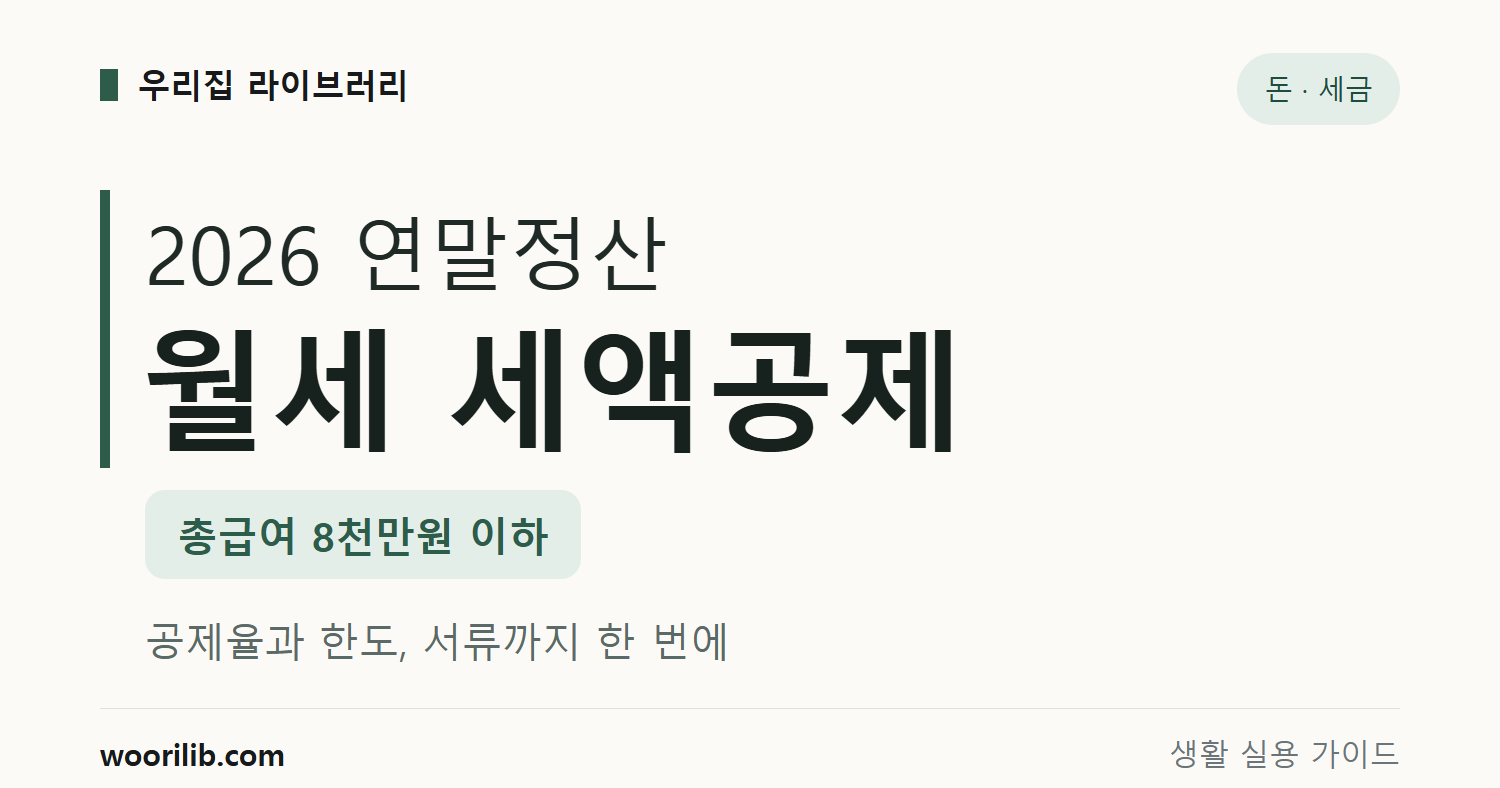 우리집 라이브러리
돈 · 세금
2026 연말정산
월세 세액공제
총급여 8천만원 이하
공제율과 한도, 서류까지 한 번에
woorilib.com
생활 실용 가이드